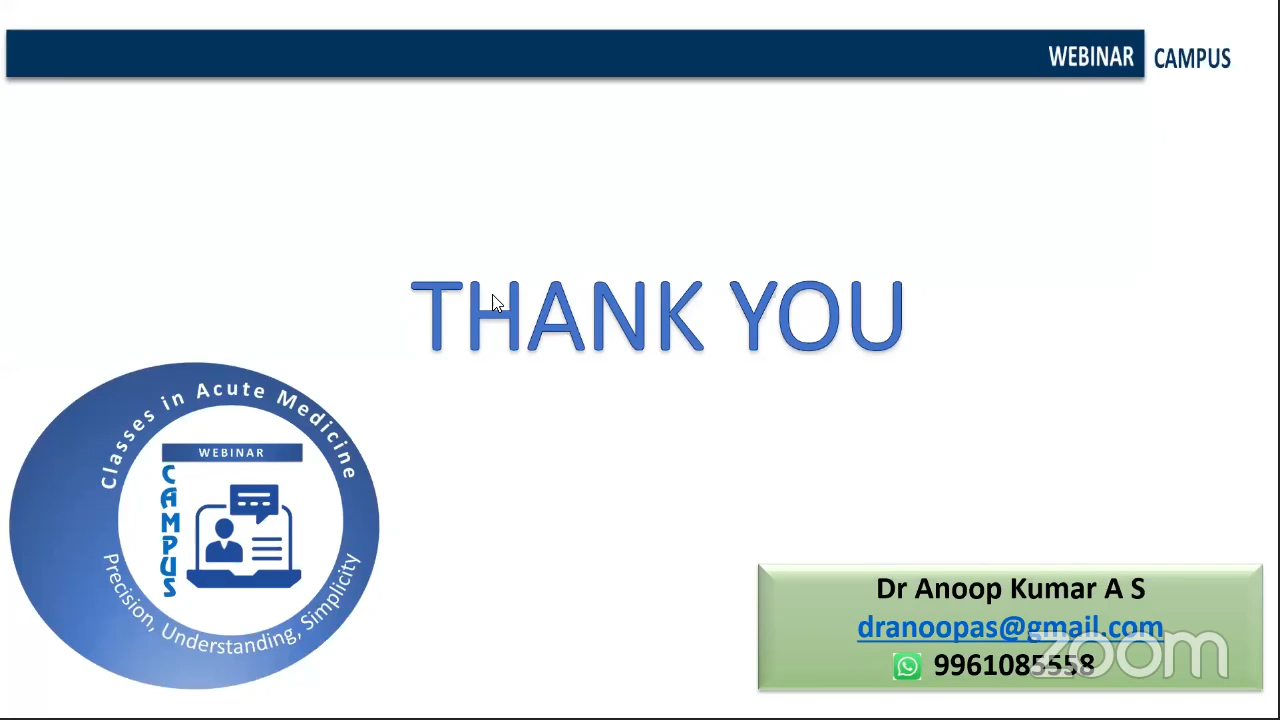 WEBINAR CAMPUS
THANK YOU
Classes in Acute Medicine
WEBINAR
CAMPUS
Precision, Understanding, Simplicity
Dr Anoop Kumar A S
dranoopas@gmail.com
9961085558
zoom